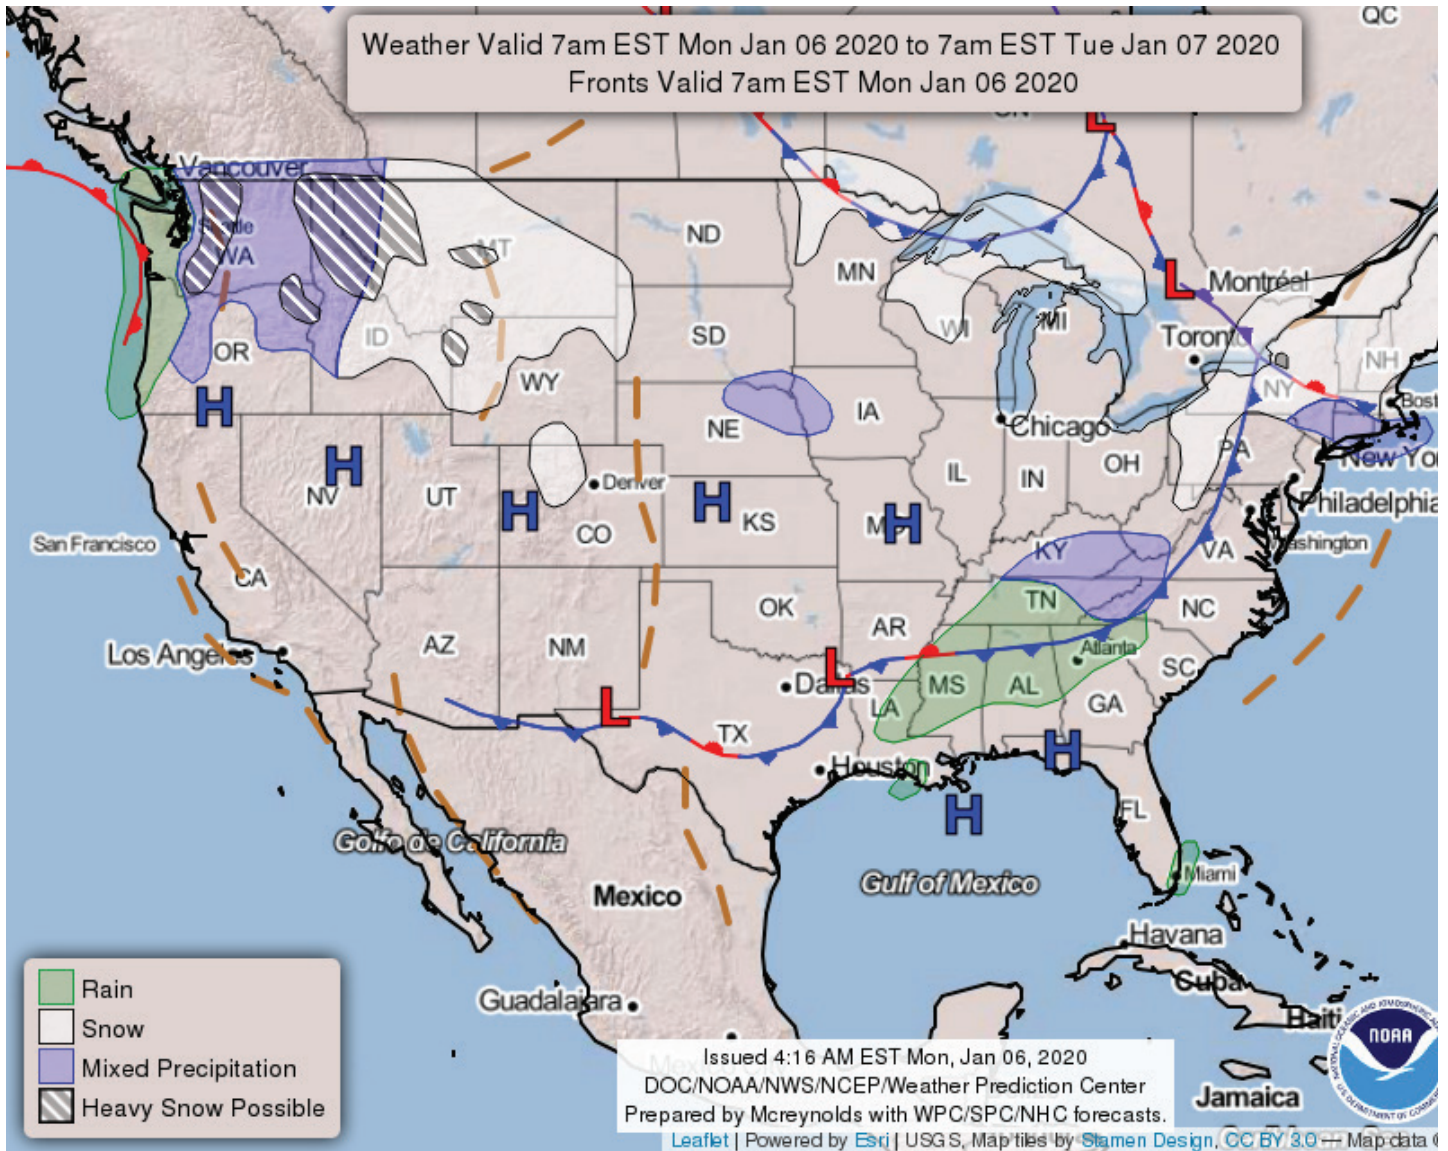 QC
Weather Valid 7am EST Mon Jan 06 2020 to 7am EST Tue Jan 07 2020
Fronts Valid 7am EST Mon Jan 06 2020
ON
L
Vancouver
Seattle
WA
MT
ND
MN
L
Montréal
SD
WI
MI
Toronto
OR
ID
WY
NH
NY
H
IA
Bost
NE
Chicago
PA
New Yo
H
NV
UT
H
Denver
CO
H
KS
H
IL
IN
OH
Philadelphia
San Francisco
CA
KY
VA
Washington
OK
TN
NC
Los Angeles
AZ
NM
AR
Atlanta
SC
L
Dallas
L
TX
LA
MS
AL
GA
H
Houston
H
FL
Golfo de California
Mexico
Gulf of Mexico
Miami
Havana
Cuba
Haiti
Guadalajara
Rain
Snow
Mixed Precipitation
Heavy Snow Possible
Mexico City
Issued 4:16 AM EST Mon, Jan 06, 2020
DOC/NOAA/NWS/NCEP/Weather Prediction Center
Prepared by Mcreynolds with WPC/SPC/NHC forecasts.
NOAA
Jamaica
Leaflet | Powered by Esri | USGS, Map tiles by Stamen Design, CC BY 3.0 — Map data ©